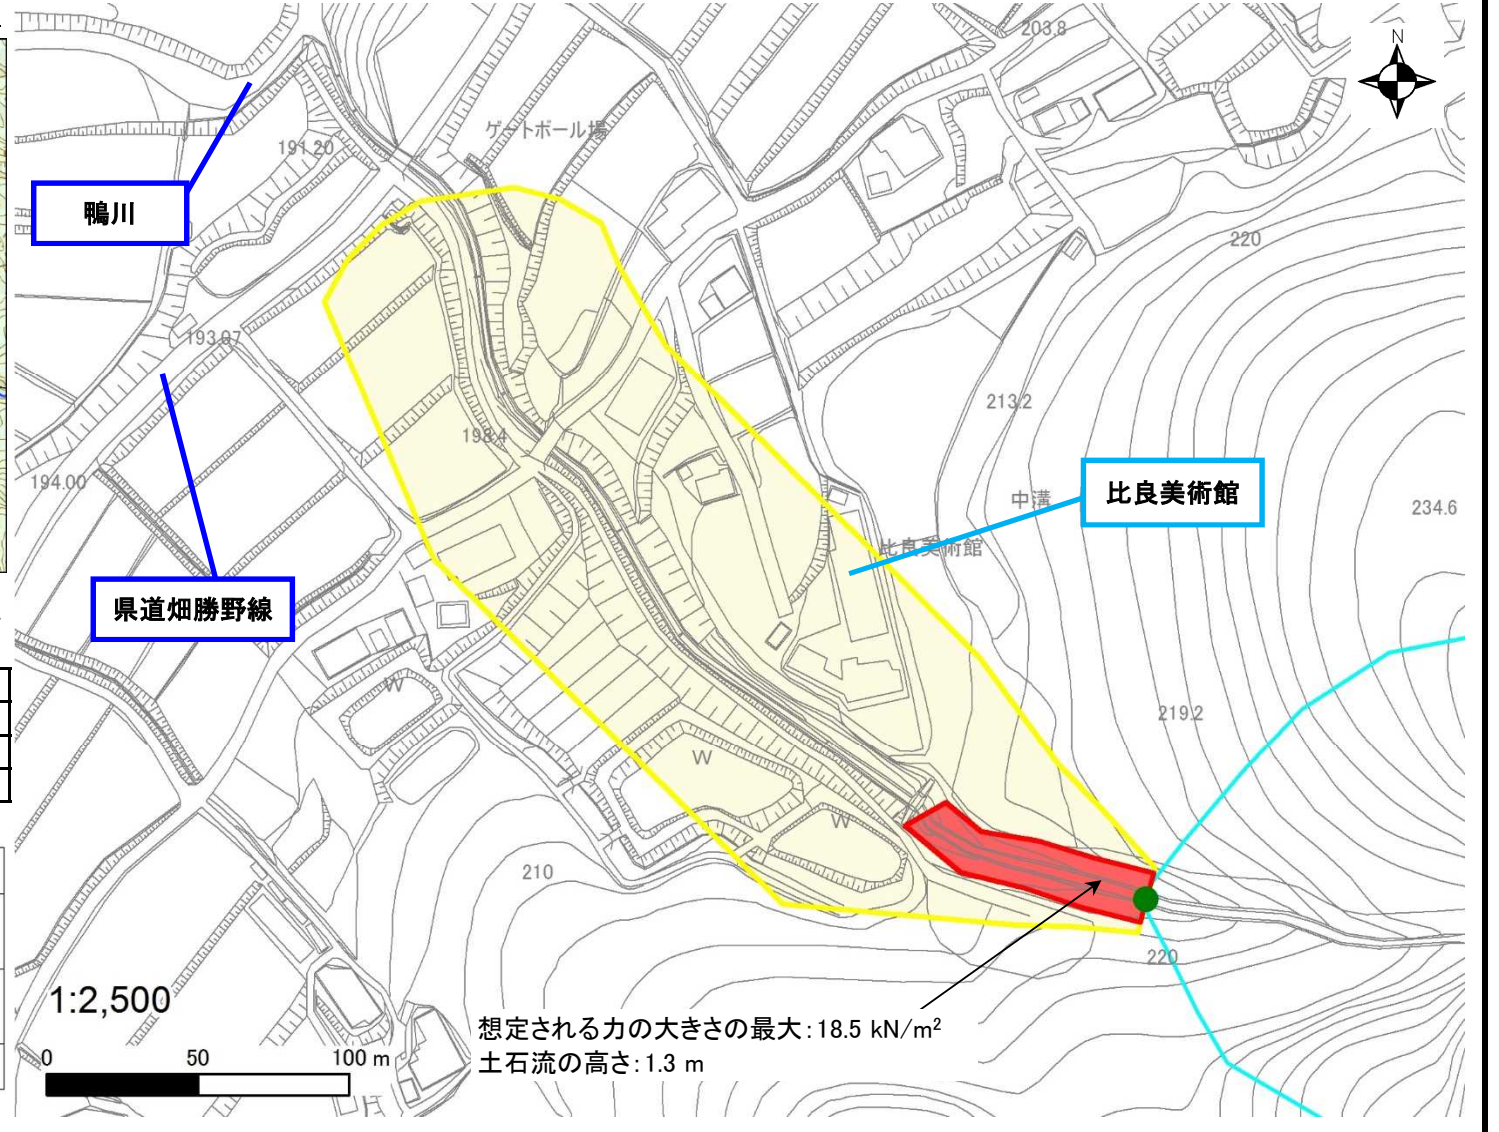 N
203.8
ゲートボール場
191.20
鴨川
220
193.97
213.2
198.4
194.00
中溝
比良美術館
234.6
比良美術館
県道畑勝野線
W
219.2
W
W
210
220
1:2,500
想定される力の大きさの最大:18.5 kN/m²
土石流の高さ:1.3 m
0 50 100 m